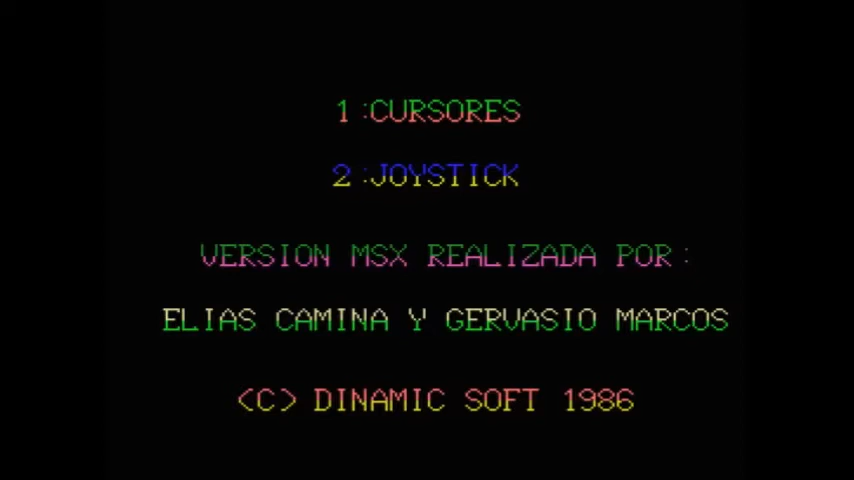 1:CURSORES
2:JOYSTICK
VERSION MSX REALIZADA POR:
ELIAS CAMINA Y GERVASIO MARCOS
<C> DINAMIC SOFT 1986